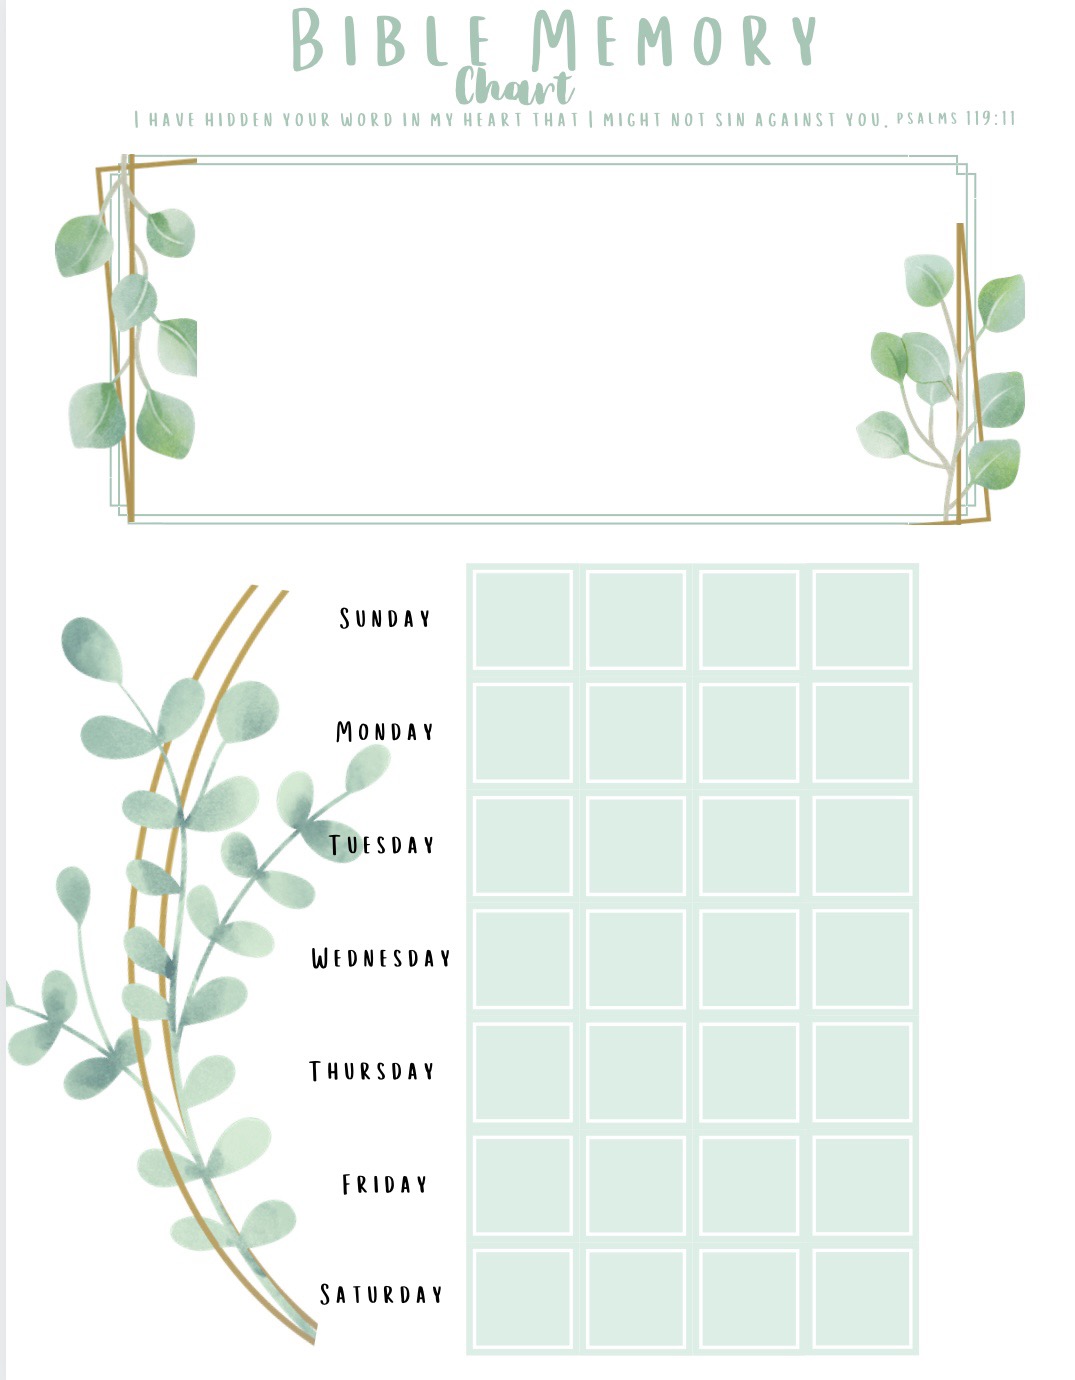 Bible Memory
Chart
I have hidden your word in my heart that I might not sin against you. Psalms 119:11
Sunday
Monday
Tuesday
Wednesday
Thursday
Friday
Saturday